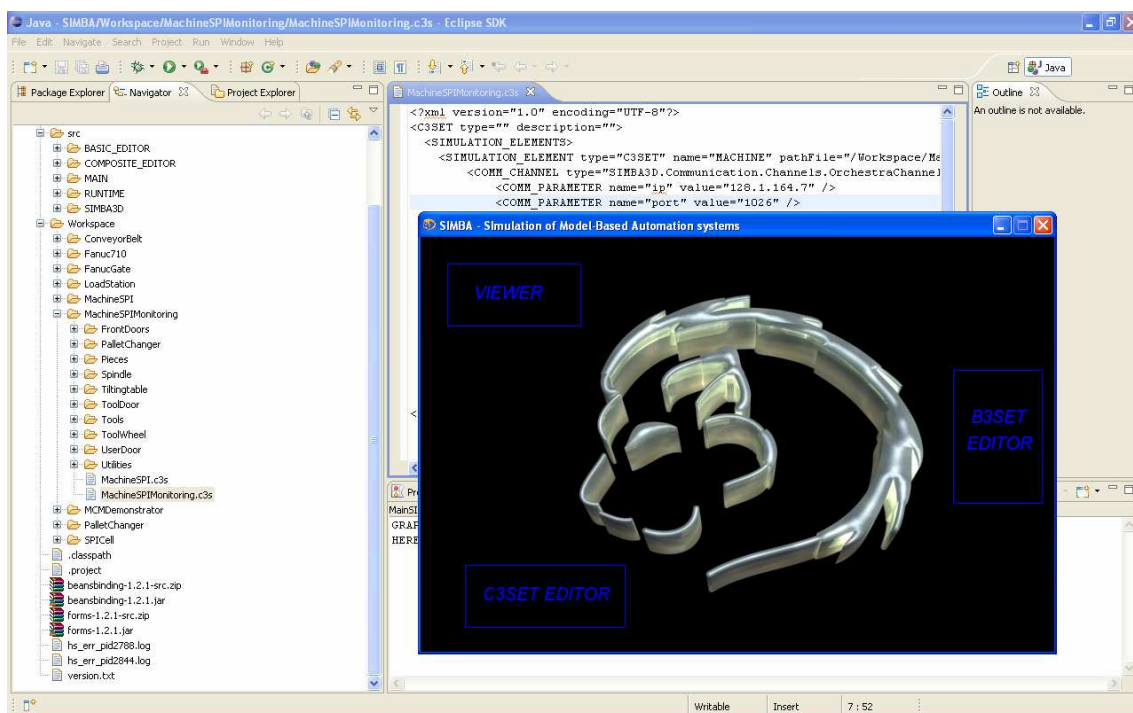 Java - SIMBA/Workspace/MachineSPIMonitoring/MachineSPIMonitoring.c3s - Eclipse SDK
File Edit Navigate Search Project Run Window Help
Java
Package Explorer Navigator Project Explorer
src
BASIC_EDITOR
COMPOSITE_EDITOR
MAIN
RUNTIME
SIMBA3D
Workspace
ConveyorBelt
Fanuc710
FanucGate
LoadStation
MachineSPI
MachineSPIMonitoring
FrontDoors
PalletChanger
Pieces
Spindle
Tiltingtable
ToolDoor
Tools
ToolWheel
UserDoor
Utilities
MachineSPI.c3s
MachineSPIMonitoring.c3s
MCMDemonstrator
PalletChanger
SPICell
.classpath
.project
beansbinding-1.2.1-src.zip
beansbinding-1.2.1.jar
forms-1.2.1-src.zip
forms-1.2.1.jar
hs_err_pid2788.log
hs_err_pid2844.log
version.txt
MachineSPIMonitoring.c3s
<?xml version="1.0" encoding="UTF-8"?>
<C3SET type="" description="">
<SIMULATION_ELEMENTS>
<SIMULATION_ELEMENT type="C3SET" name="MACHINE" pathFile="/Workspace/Ma
<COMM_CHANNEL type="SIMBA3D.Communication.Channels.OrchestraChannel
<COMM_PARAMETER name="ip" value="128.1.164.7" />
<COMM_PARAMETER name="port" value="1026" />
<
Outline
An outline is not available.
SIMBA - SImulation of Model-Based Automation systems
VIEWER
B3SET
EDITOR
C3SET EDITOR
Pr
MainSI
GRAF
HERE
Writable Insert 7 : 52